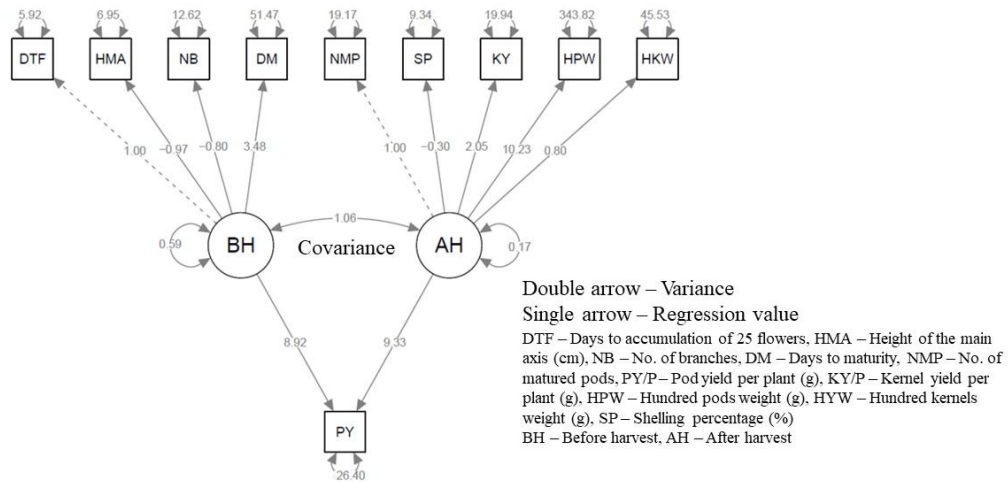 5.92 6.95 12.62 51.47 19.17 9.34 19.94 343.82 45.53
DTF HMA NB DM NMP SP KY HPW HKW
1.00 −0.97 −0.80 3.48 1.00 −0.30 2.05 10.23 0.80
1.06
0.59 BH Covariance AH 0.17
Double arrow – Variance
Single arrow – Regression value
DTF – Days to accumulation of 25 flowers, HMA – Height of the main
axis (cm), NB – No. of branches, DM – Days to maturity, NMP – No. of
matured pods, PY/P – Pod yield per plant (g), KY/P – Kernel yield per
plant (g), HPW – Hundred pods weight (g), HYW – Hundred kernels
weight (g), SP – Shelling percentage (%)
BH – Before harvest, AH – After harvest
8.92 9.33
PY
26.40